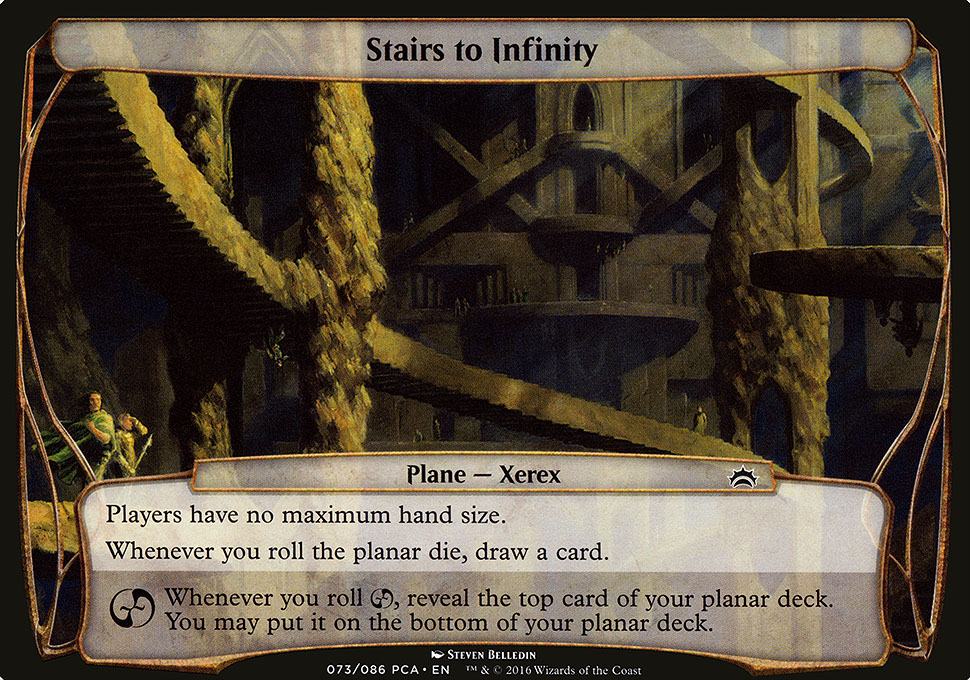 Stairs to Infinity
Plane — Xerex
Players have no maximum hand size.
Whenever you roll the planar die, draw a card.
Whenever you roll , reveal the top card of your planar deck.
You may put it on the bottom of your planar deck.
Steven Belledin
073/086 PCA • EN ™ & © 2016 Wizards of the Coast